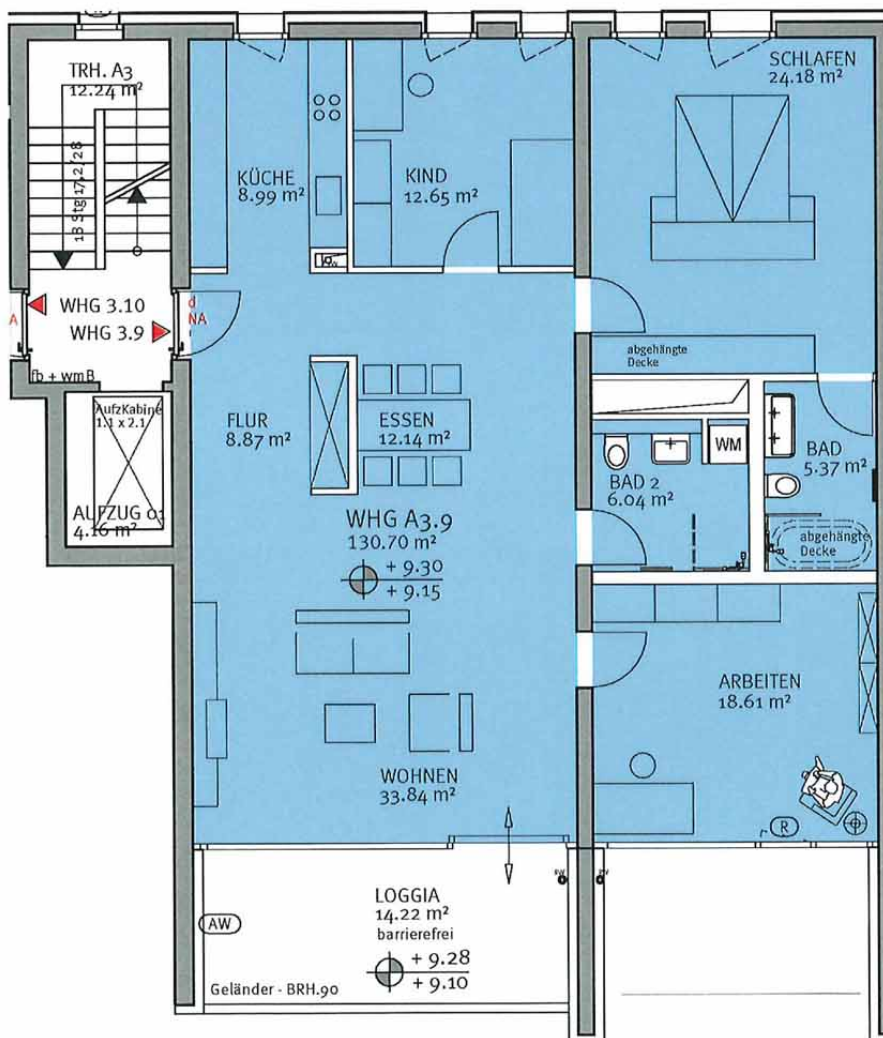 TRH. A3
12.24 m²
18 Stg 17,2/28
WHG 3.10
WHG 3.9
A
d
NA
fb + wmB
AufzKabine
1.1 x 2.1
AUFZUG 01
4.16 m²
KÜCHE
8.99 m²
KIND
12.65 m²
SCHLAFEN
24.18 m²
abgehängte
Decke
FLUR
8.87 m²
ESSEN
12.14 m²
WM
BAD
5.37 m²
BAD 2
6.04 m²
abgehängte
Decke
WHG A3.9
130.70 m²
+ 9.30
+ 9.15
ARBEITEN
18.61 m²
WOHNEN
33.84 m²
R
LOGGIA
14.22 m²
barrierefrei
AW
+ 9.28
+ 9.10
Geländer - BRH.90